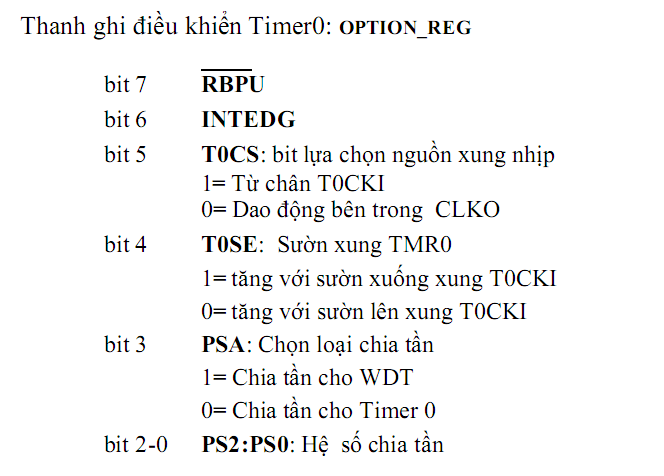 Thanh ghi điều khiển Timer0: OPTION_REG
bit 7 RBPU
bit 6 INTEDG
bit 5 T0CS: bit lựa chọn nguồn xung nhịp
1= Từ chân T0CKI
0= Dao động bên trong CLKO
bit 4 T0SE: Sườn xung TMR0
1= tăng với sườn xuống xung T0CKI
0= tăng với sườn lên xung T0CKI
bit 3 PSA: Chọn loại chia tần
1= Chia tần cho WDT
0= Chia tần cho Timer 0
bit 2-0 PS2:PS0: Hệ số chia tần